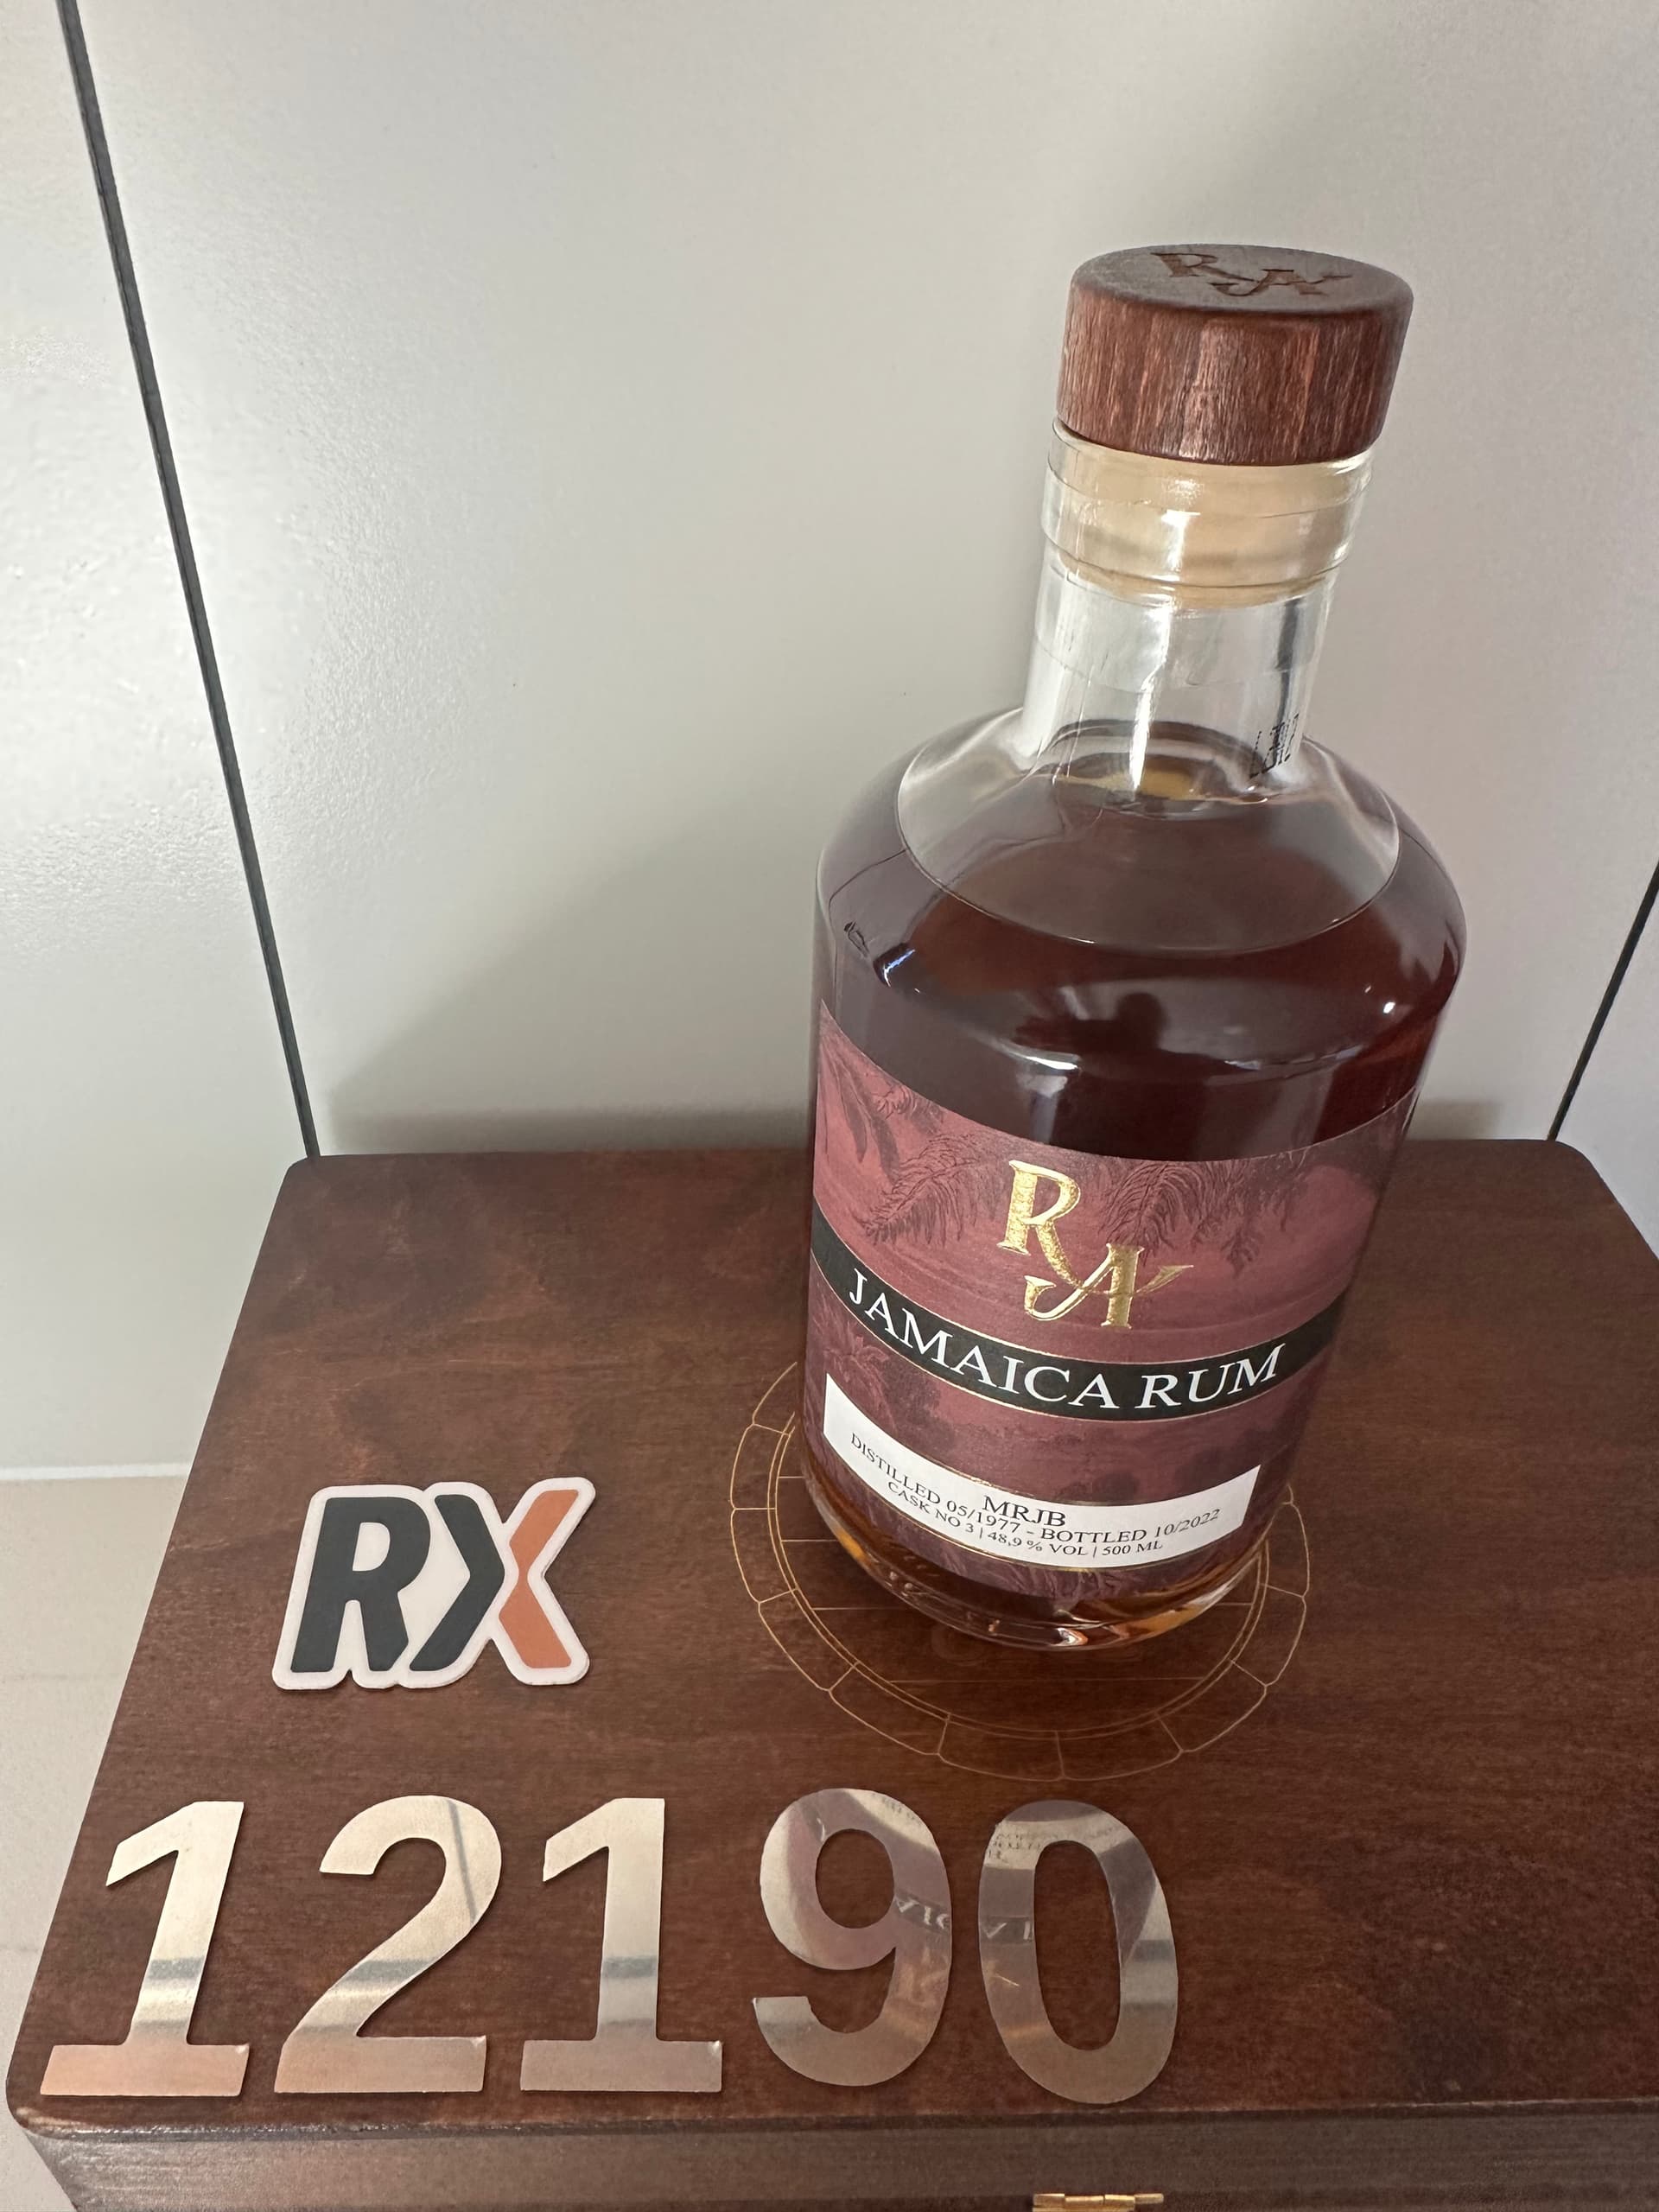 RA
RA
JAMAICA RUM
MRJB
DISTILLED 05/1977 - BOTTLED 10/2022
CASK NO 3 | 48,9 % VOL | 500 ML
RX
12190